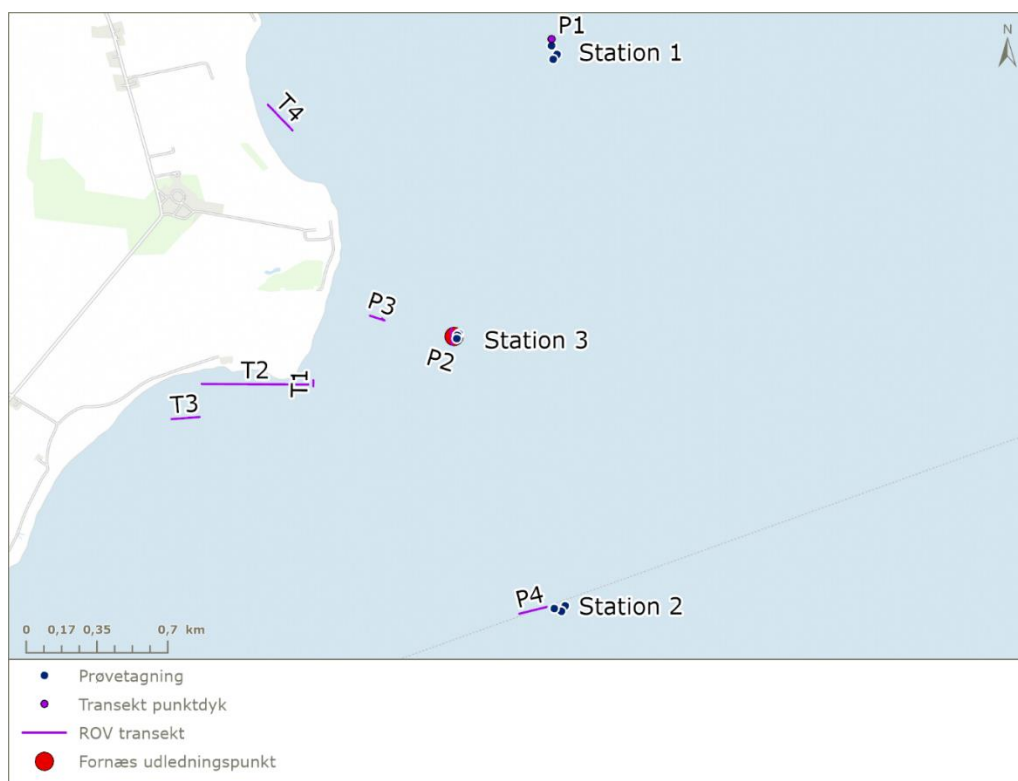 P1
N
Station 1
T4
P3
Station 3
P2
T2
T1
T3
P4
Station 2
0 0,17 0,35 0,7 km
Prøvetagning
Transekt punktdyk
ROV transekt
Fornæs udledningspunkt